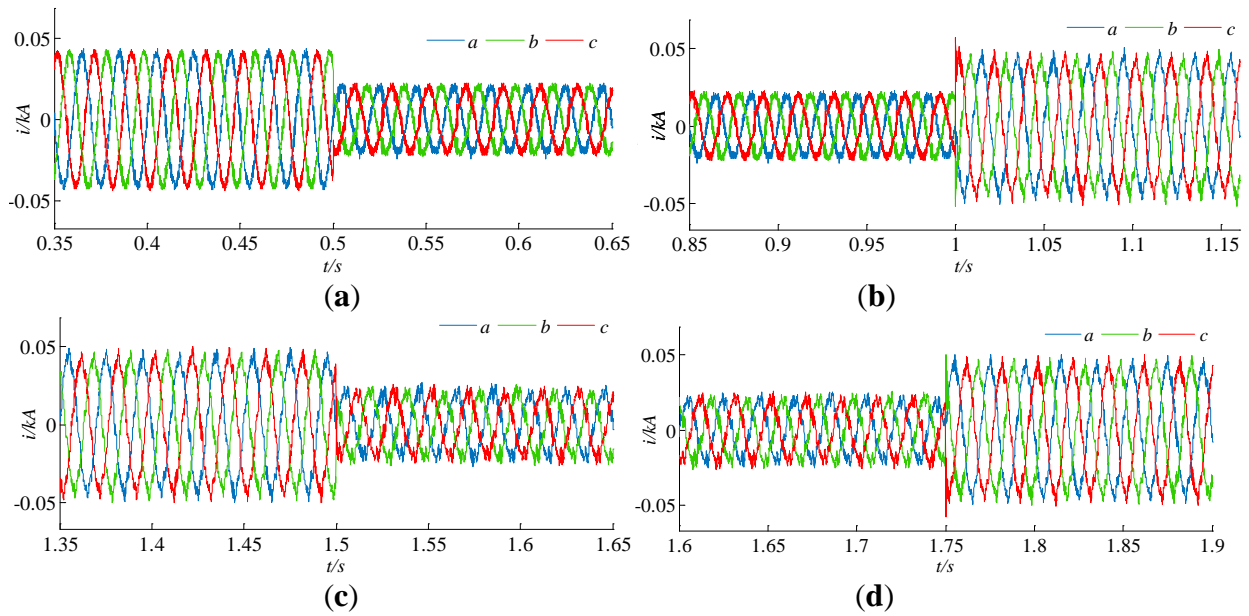 a b c
0.05
0
-0.05
i/kA
0.35 0.4 0.45 0.5 0.55 0.6 0.65
t/s
(a)
a b c
0.05
0
-0.05
i/kA
0.85 0.9 0.95 1 1.05 1.1 1.15
t/s
(b)
a b c
0.05
0
-0.05
i/kA
1.35 1.4 1.45 1.5 1.55 1.6 1.65
t/s
(c)
a b c
0.05
0
-0.05
i/kA
1.6 1.65 1.7 1.75 1.8 1.85 1.9
t/s
(d)